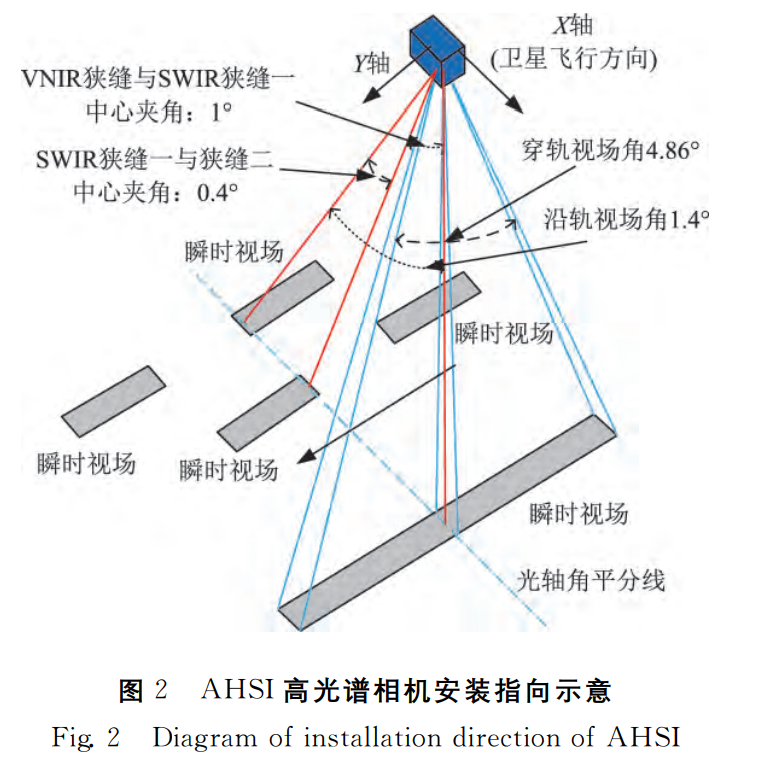 X轴
(卫星飞行方向)
Y轴
VNIR狭缝与SWIR狭缝一
中心夹角：1°
SWIR狭缝一与狭缝二
中心夹角：0.4°
穿轨视场角4.86°
沿轨视场角1.4°
瞬时视场
瞬时视场
瞬时视场
瞬时视场
瞬时视场
光轴角平分线
图 2 AHSI 高光谱相机安装指向示意
Fig. 2 Diagram of installation direction of AHSI